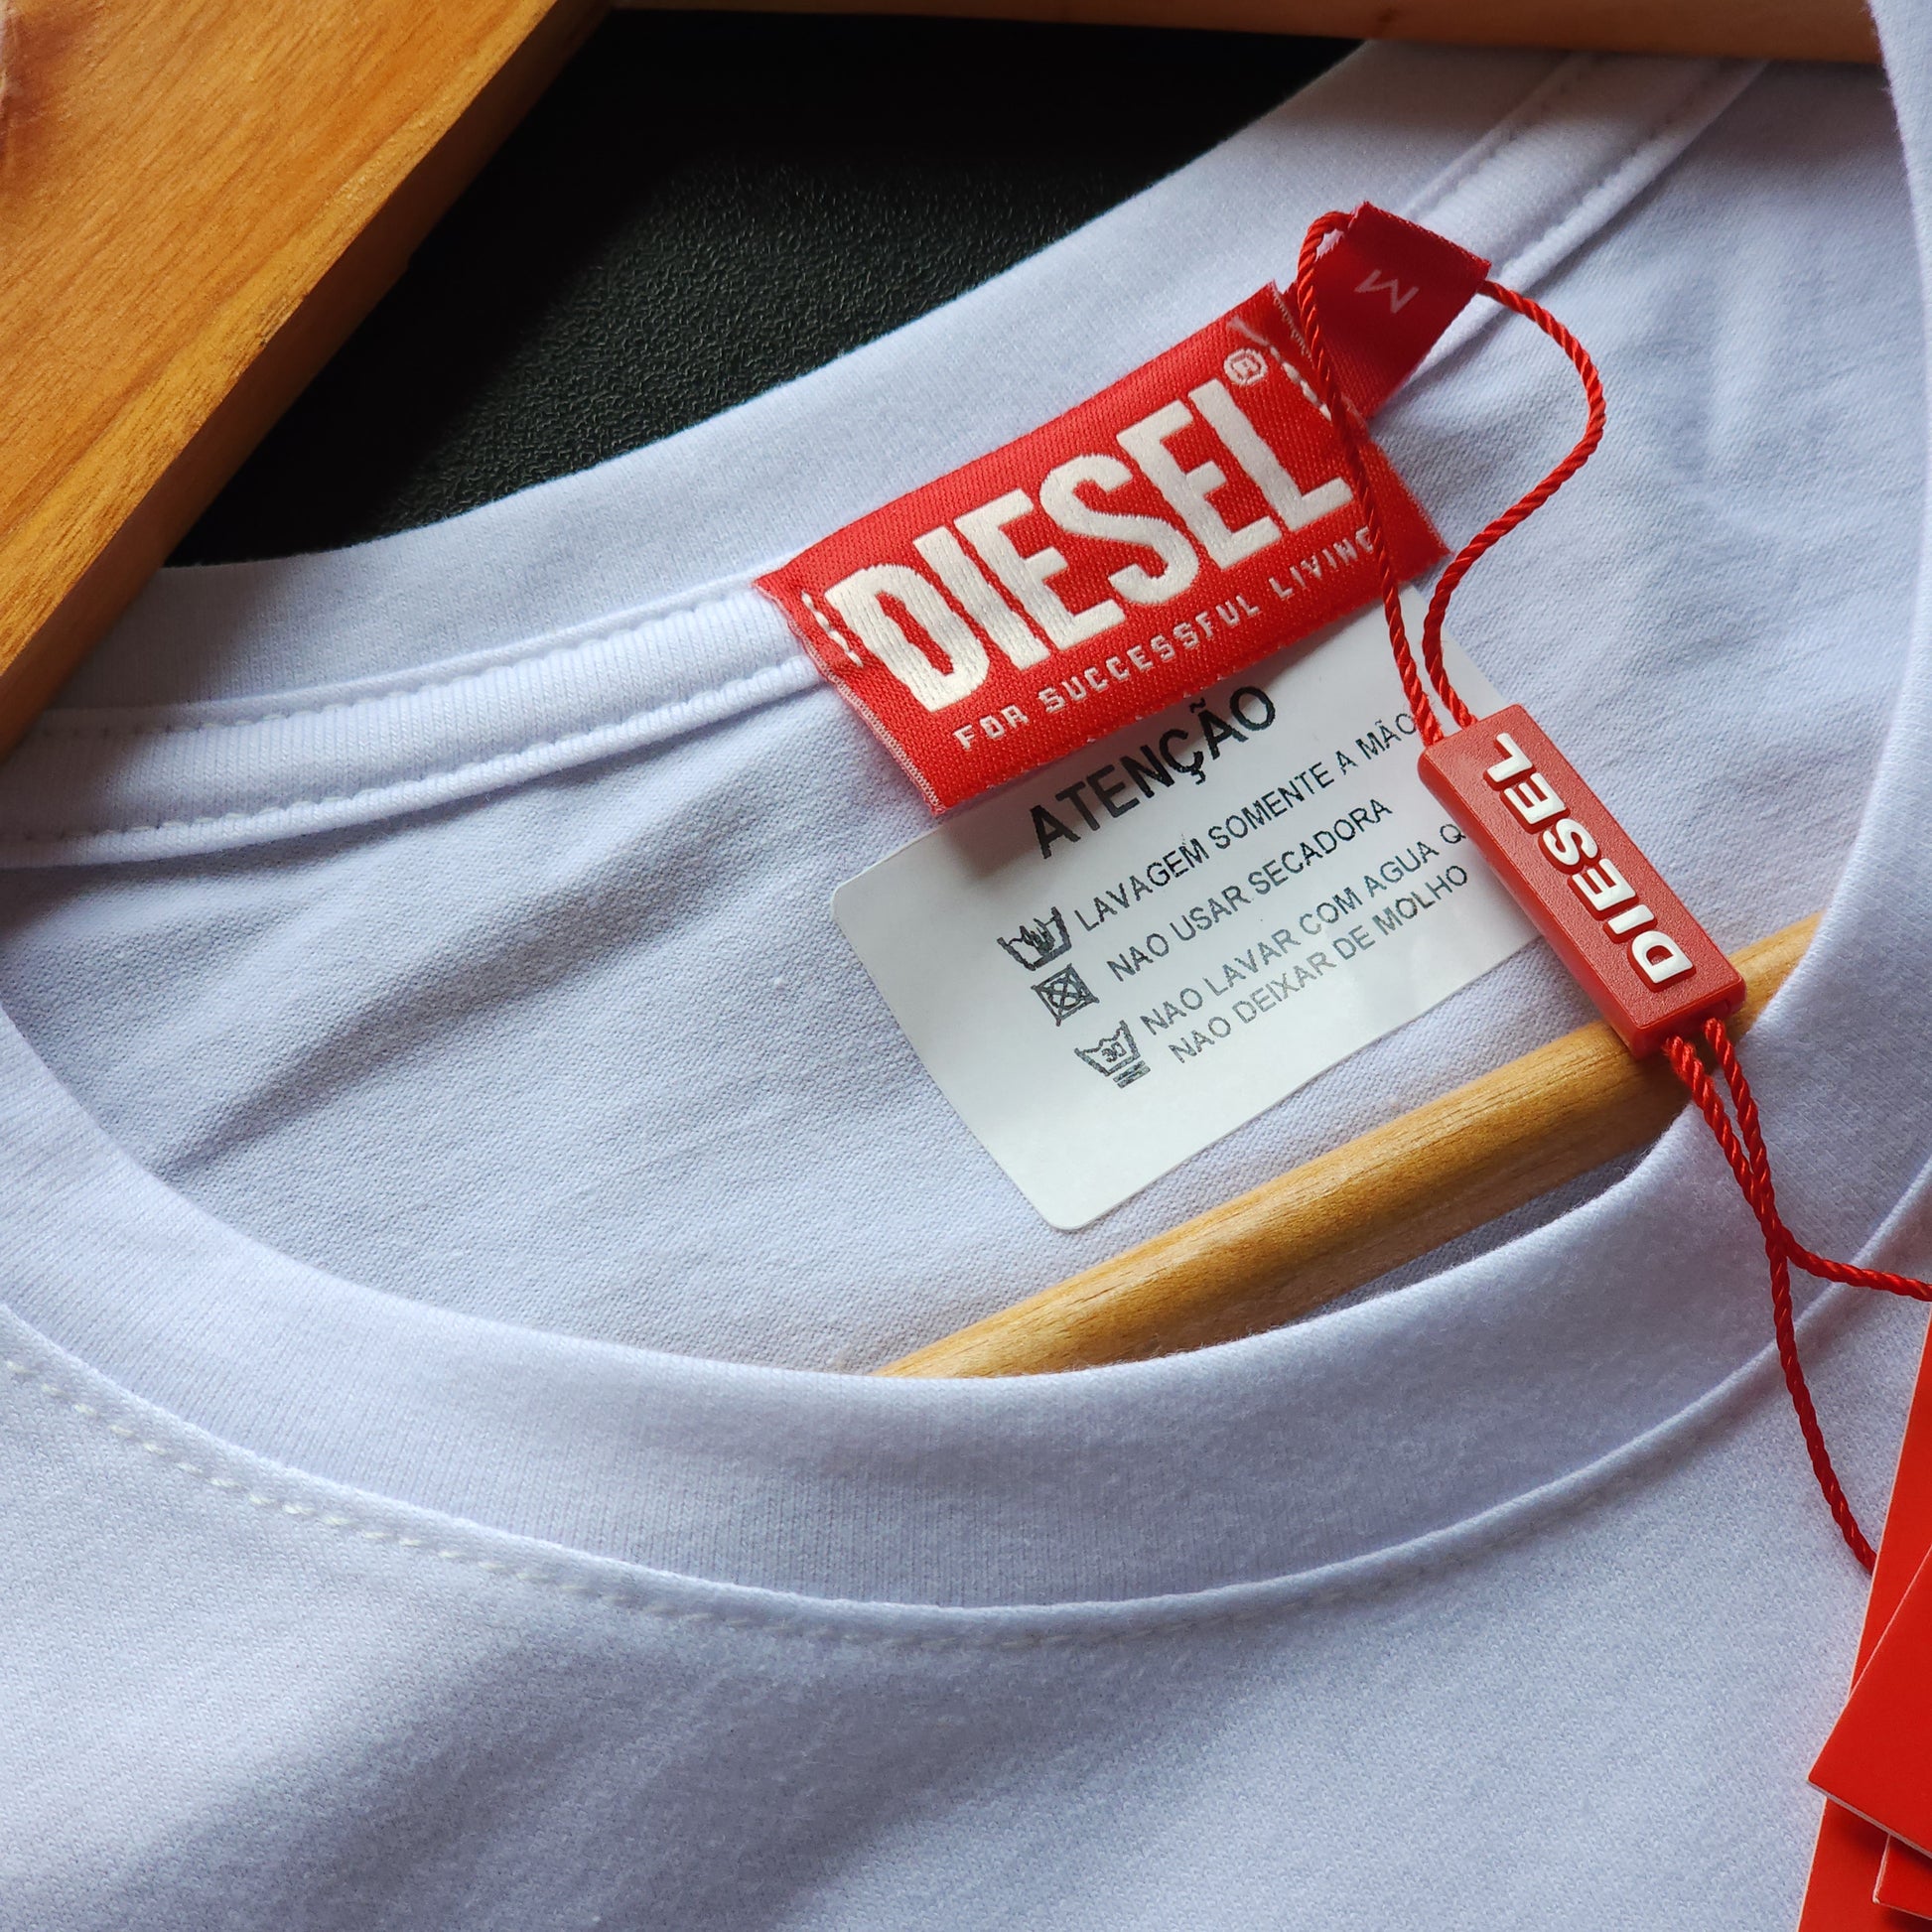 M
DIESEL®
FOR SUCCESSFUL LIVING
ATENÇÃO
LAVAGEM SOMENTE A MÃO
NAO USAR SECADORA
NAO LAVAR COM AGUA
NAO DEIXAR DE MOLHO
DIESEL